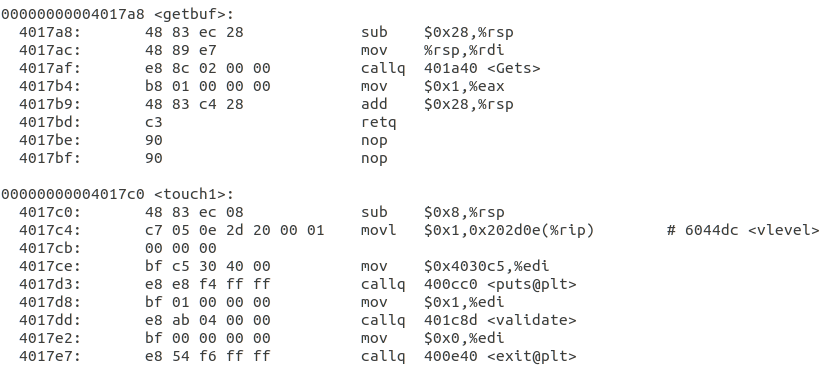 00000000004017a8 <getbuf>:
4017a8: 48 83 ec 28 sub $0x28,%rsp
4017ac: 48 89 e7 mov %rsp,%rdi
4017af: e8 8c 02 00 00 callq 401a40 <Gets>
4017b4: b8 01 00 00 00 mov $0x1,%eax
4017b9: 48 83 c4 28 add $0x28,%rsp
4017bd: c3 retq
4017be: 90 nop
4017bf: 90 nop
00000000004017c0 <touch1>:
4017c0: 48 83 ec 08 sub $0x8,%rsp
4017c4: c7 05 0e 2d 20 00 01 movl $0x1,0x202d0e(%rip) # 6044dc <vlevel>
4017cb: 00 00 00
4017ce: bf c5 30 40 00 mov $0x4030c5,%edi
4017d3: e8 e8 f4 ff ff callq 400cc0 <puts@plt>
4017d8: bf 01 00 00 00 mov $0x1,%edi
4017dd: e8 ab 04 00 00 callq 401c8d <validate>
4017e2: bf 00 00 00 00 mov $0x0,%edi
4017e7: e8 54 f6 ff ff callq 400e40 <exit@plt>